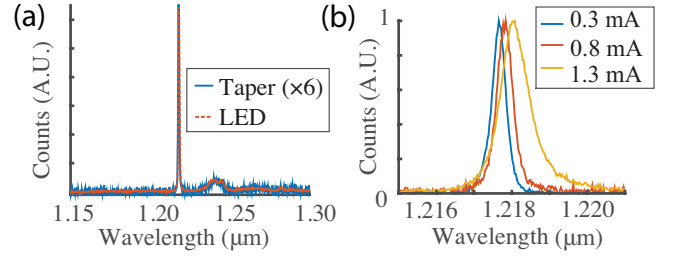 (a)
Counts (A.U.)
Taper (×6)
LED
1.15
1.20
1.25
1.30
Wavelength (μm)
(b)
Counts (A.U.)
1
0
0.3 mA
0.8 mA
1.3 mA
1.216
1.218
1.220
Wavelength (μm)